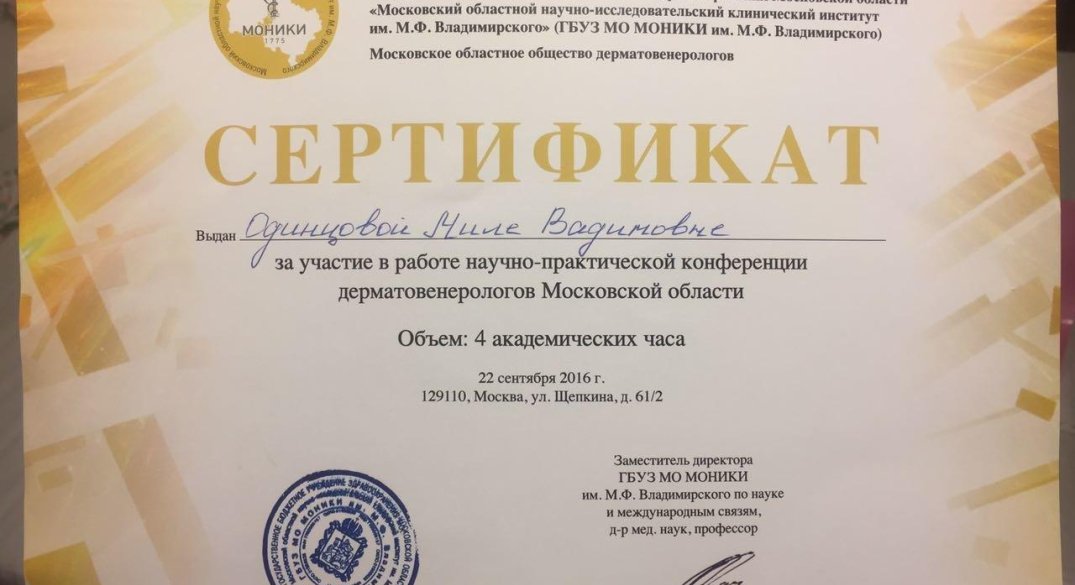 МОНИКИ
1775
«Московский областной научно-исследовательский клинический институт
им. М.Ф. Владимирского» (ГБУЗ МО МОНИКИ им. М.Ф. Владимирского)
Московское областное общество дерматовенерологов
СЕРТИФИКАТ
Выдан Одинцовой Миле Вадимовне
за участие в работе научно-практической конференции
дерматовенерологов Московской области
Объем: 4 академических часа
22 сентября 2016 г.
129110, Москва, ул. Щепкина, д. 61/2
Заместитель директора
ГБУЗ МО МОНИКИ
им. М.Ф. Владимирского по науке
и международным связям,
д-р мед. наук, профессор